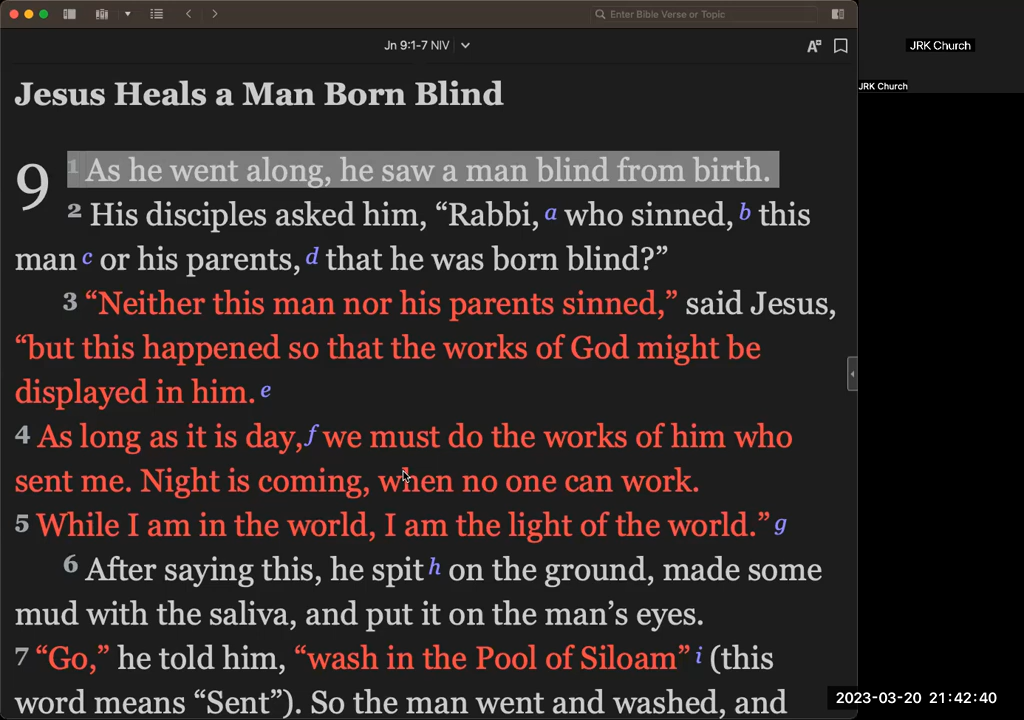 Enter Bible Verse or Topic
Jn 9:1-7 NIV
JRK Church
JRK Church
Jesus Heals a Man Born Blind
9 1 As he went along, he saw a man blind from birth.
2 His disciples asked him, “Rabbi, a who sinned, b this
man c or his parents, d that he was born blind?”
3 “Neither this man nor his parents sinned,” said Jesus,
“but this happened so that the works of God might be
displayed in him. e
4 As long as it is day, f we must do the works of him who
sent me. Night is coming, when no one can work.
5 While I am in the world, I am the light of the world.” g
6 After saying this, he spit h on the ground, made some
mud with the saliva, and put it on the man’s eyes.
7 “Go,” he told him, “wash in the Pool of Siloam” i (this
word means “Sent”). So the man went and washed, and
2023-03-20 21:42:40